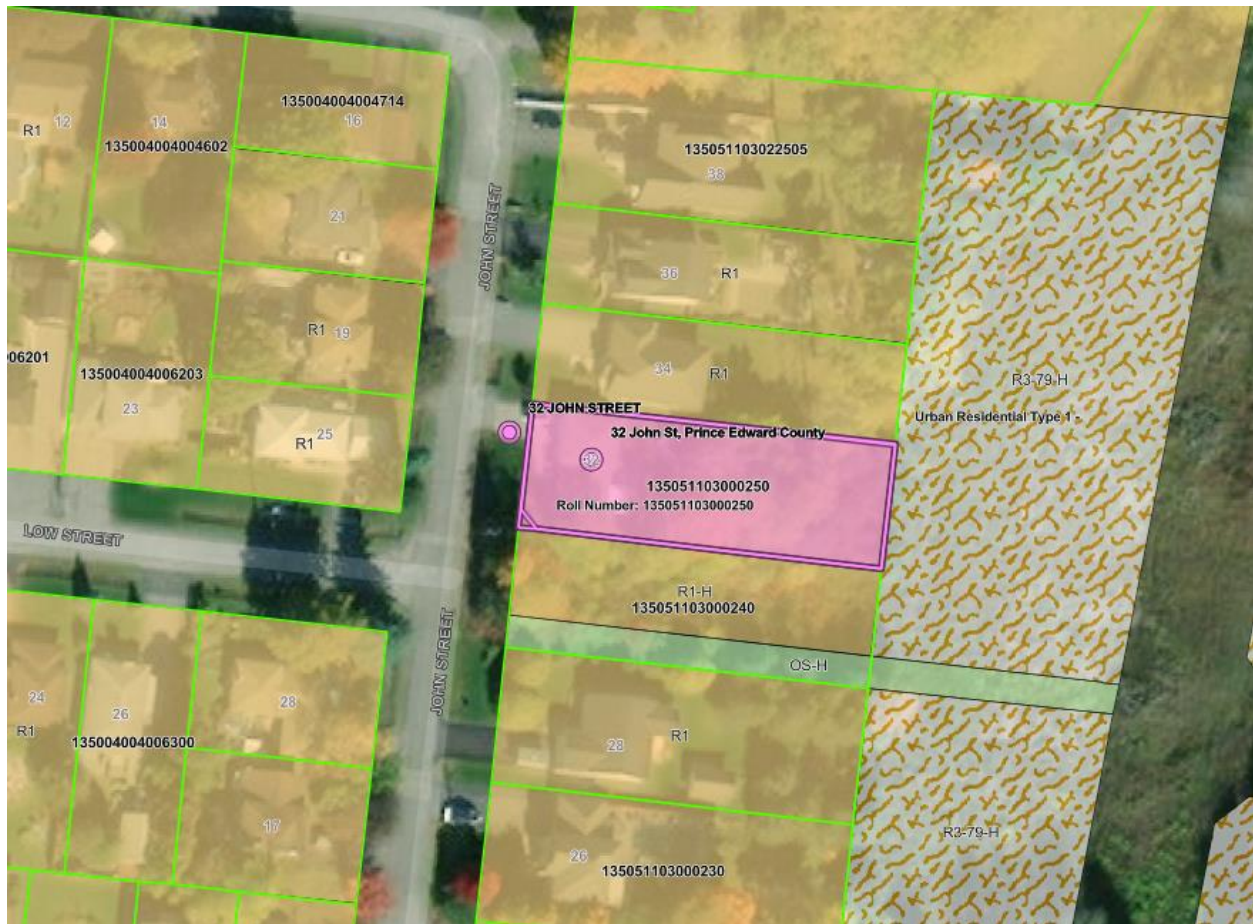 135004004004714
16
R1
12
14
135004004004602
135051103022505
38
21
JOHN STREET
36
R1
R1
19
34
R1
06201
135004004006203
23
R1
25
R3-79-H
Urban Residential Type 1 -
32 JOHN STREET
32 John St, Prince Edward County
32
135051103000250
Roll Number: 135051103000250
LOW STREET
R1-H
135051103000240
JOHN STREET
OS-H
24
R1
26
28
135004004006300
28
R1
17
R3-79-H
26
135051103000230